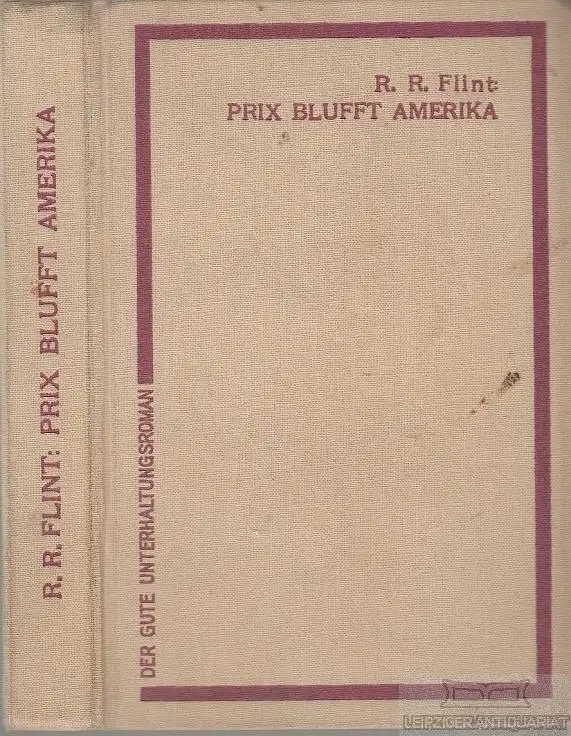 R. R. FLINT: PRIX BLUFFT AMERIKA
R. R. Flint:
PRIX BLUFFT AMERIKA
DER GUTE UNTERHALTUNGSROMAN
LEIPZIGER ANTIQUARIAT